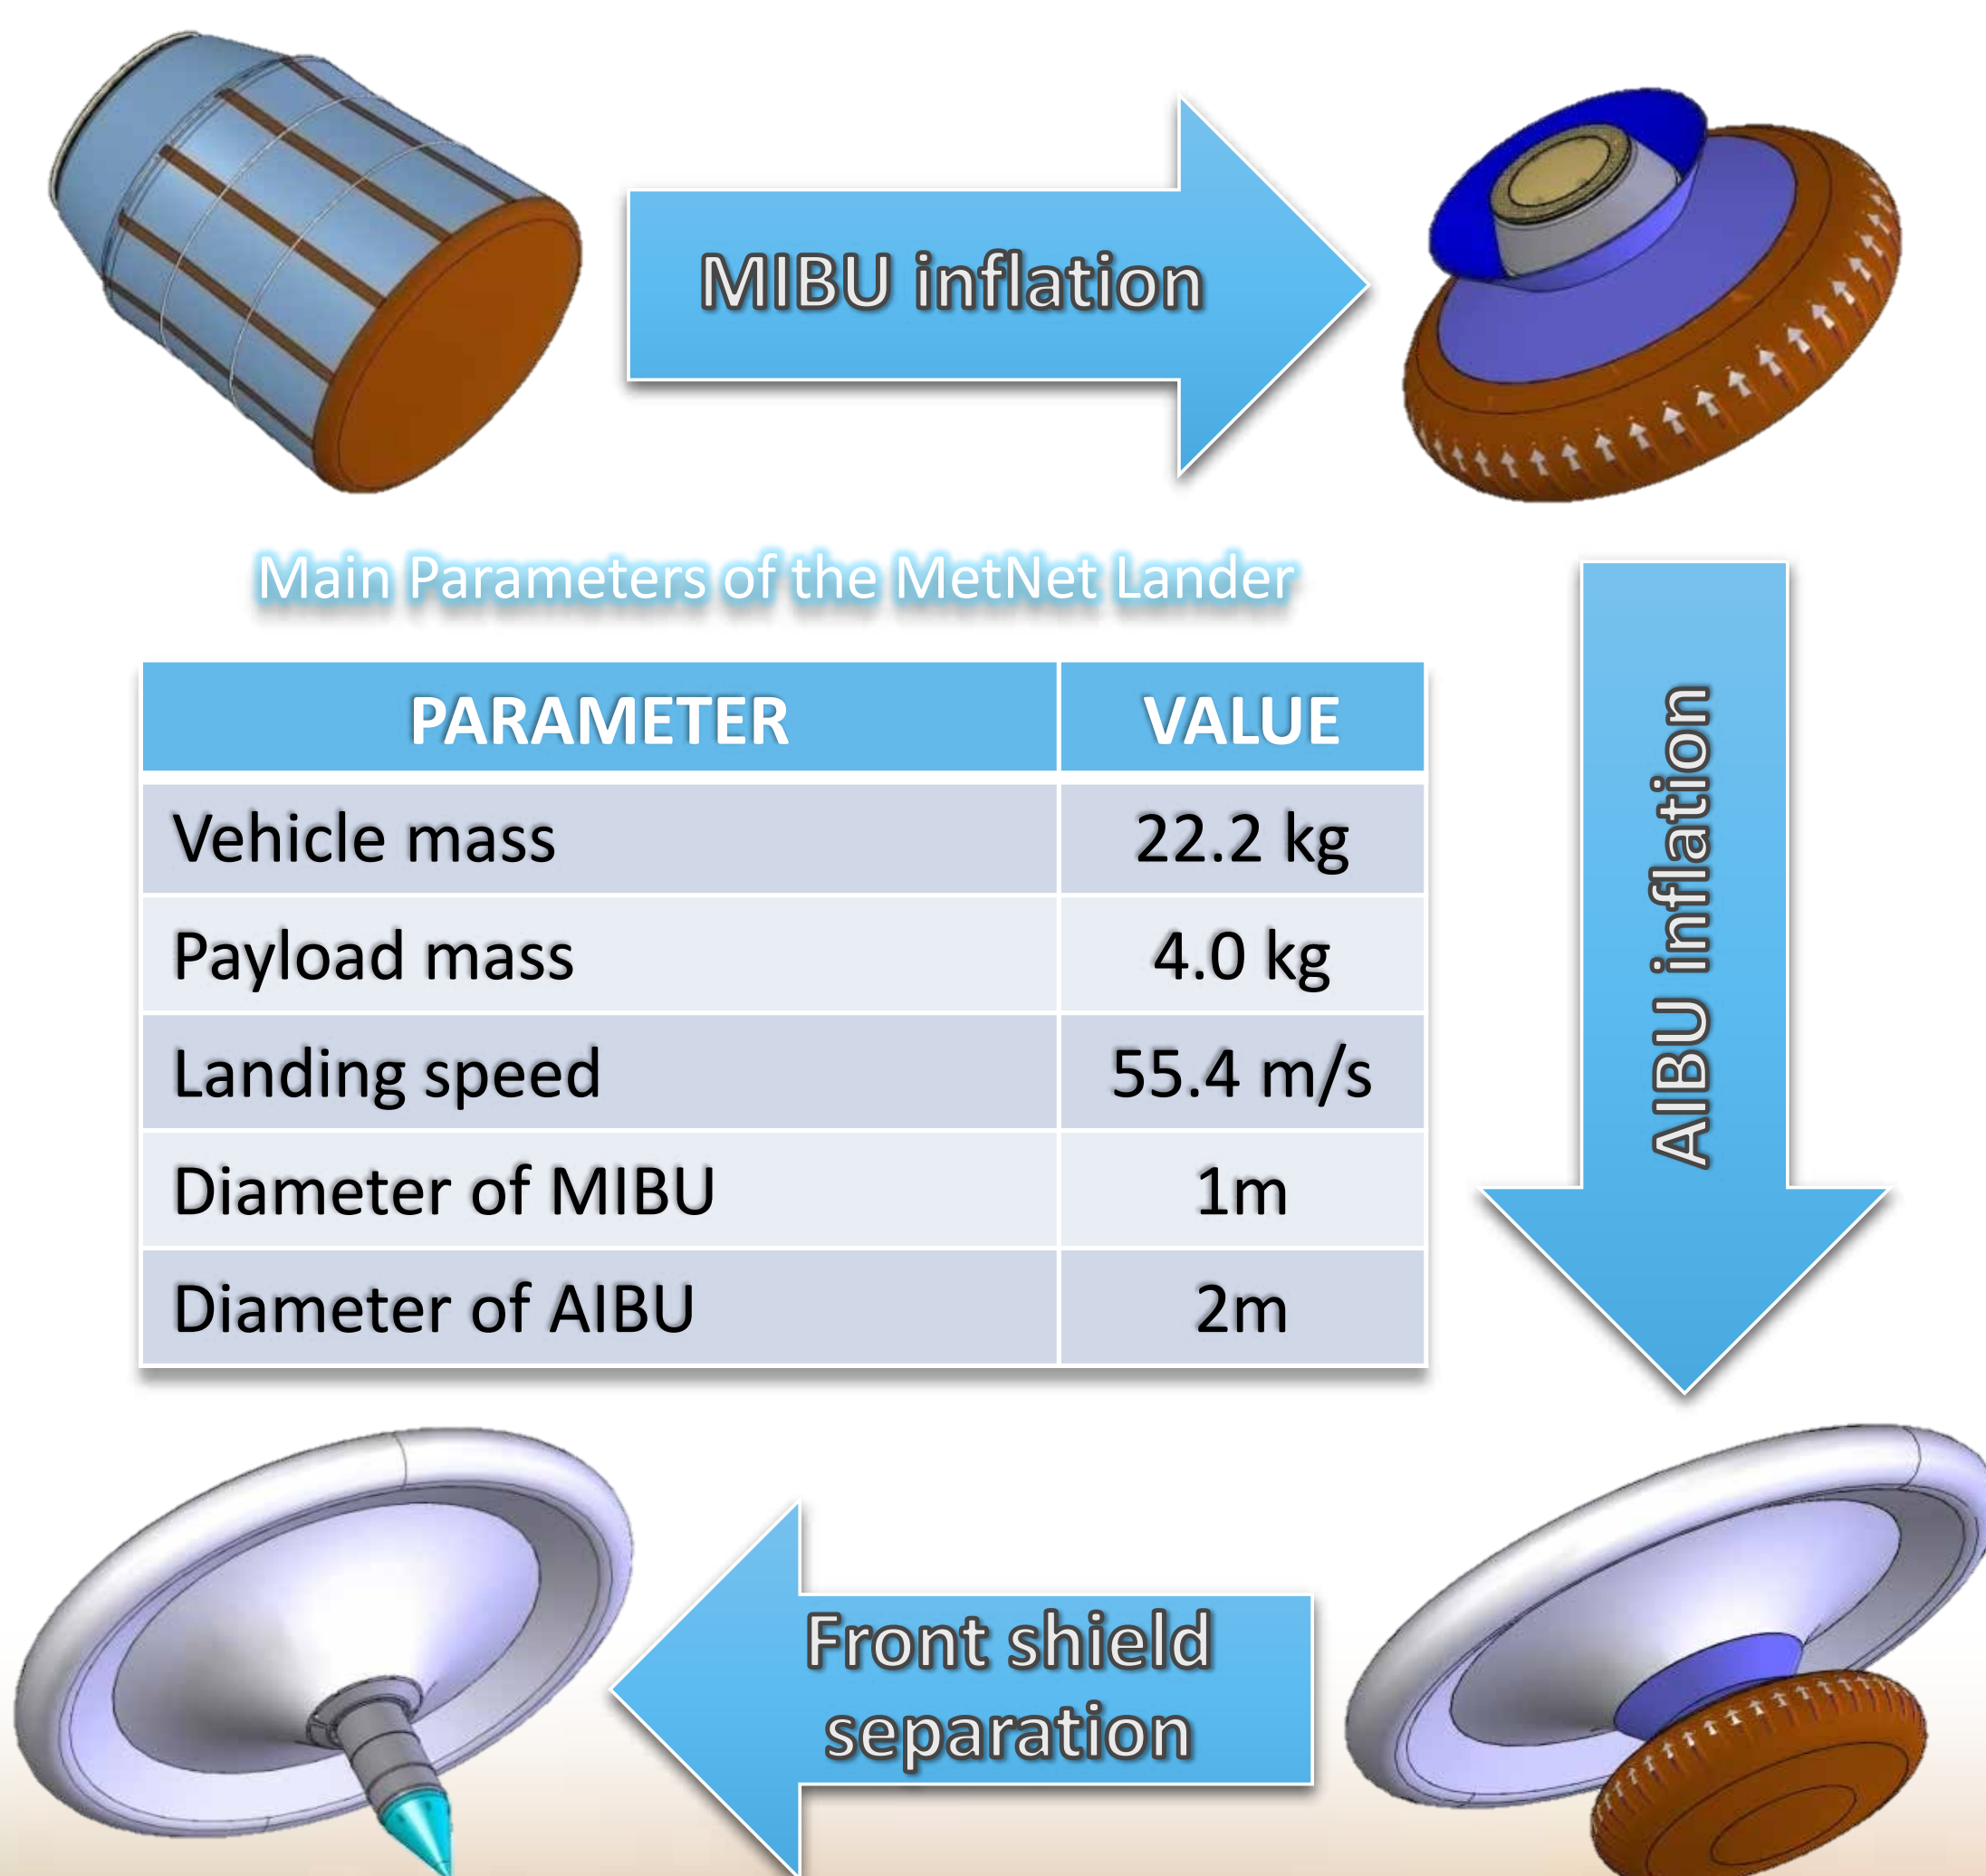 MIBU inflation
Main Parameters of the MetNet Lander
PARAMETER VALUE
Vehicle mass 22.2 kg
Payload mass 4.0 kg
Landing speed 55.4 m/s
Diameter of MIBU 1m
Diameter of AIBU 2m
AIBU inflation
Front shield
separation